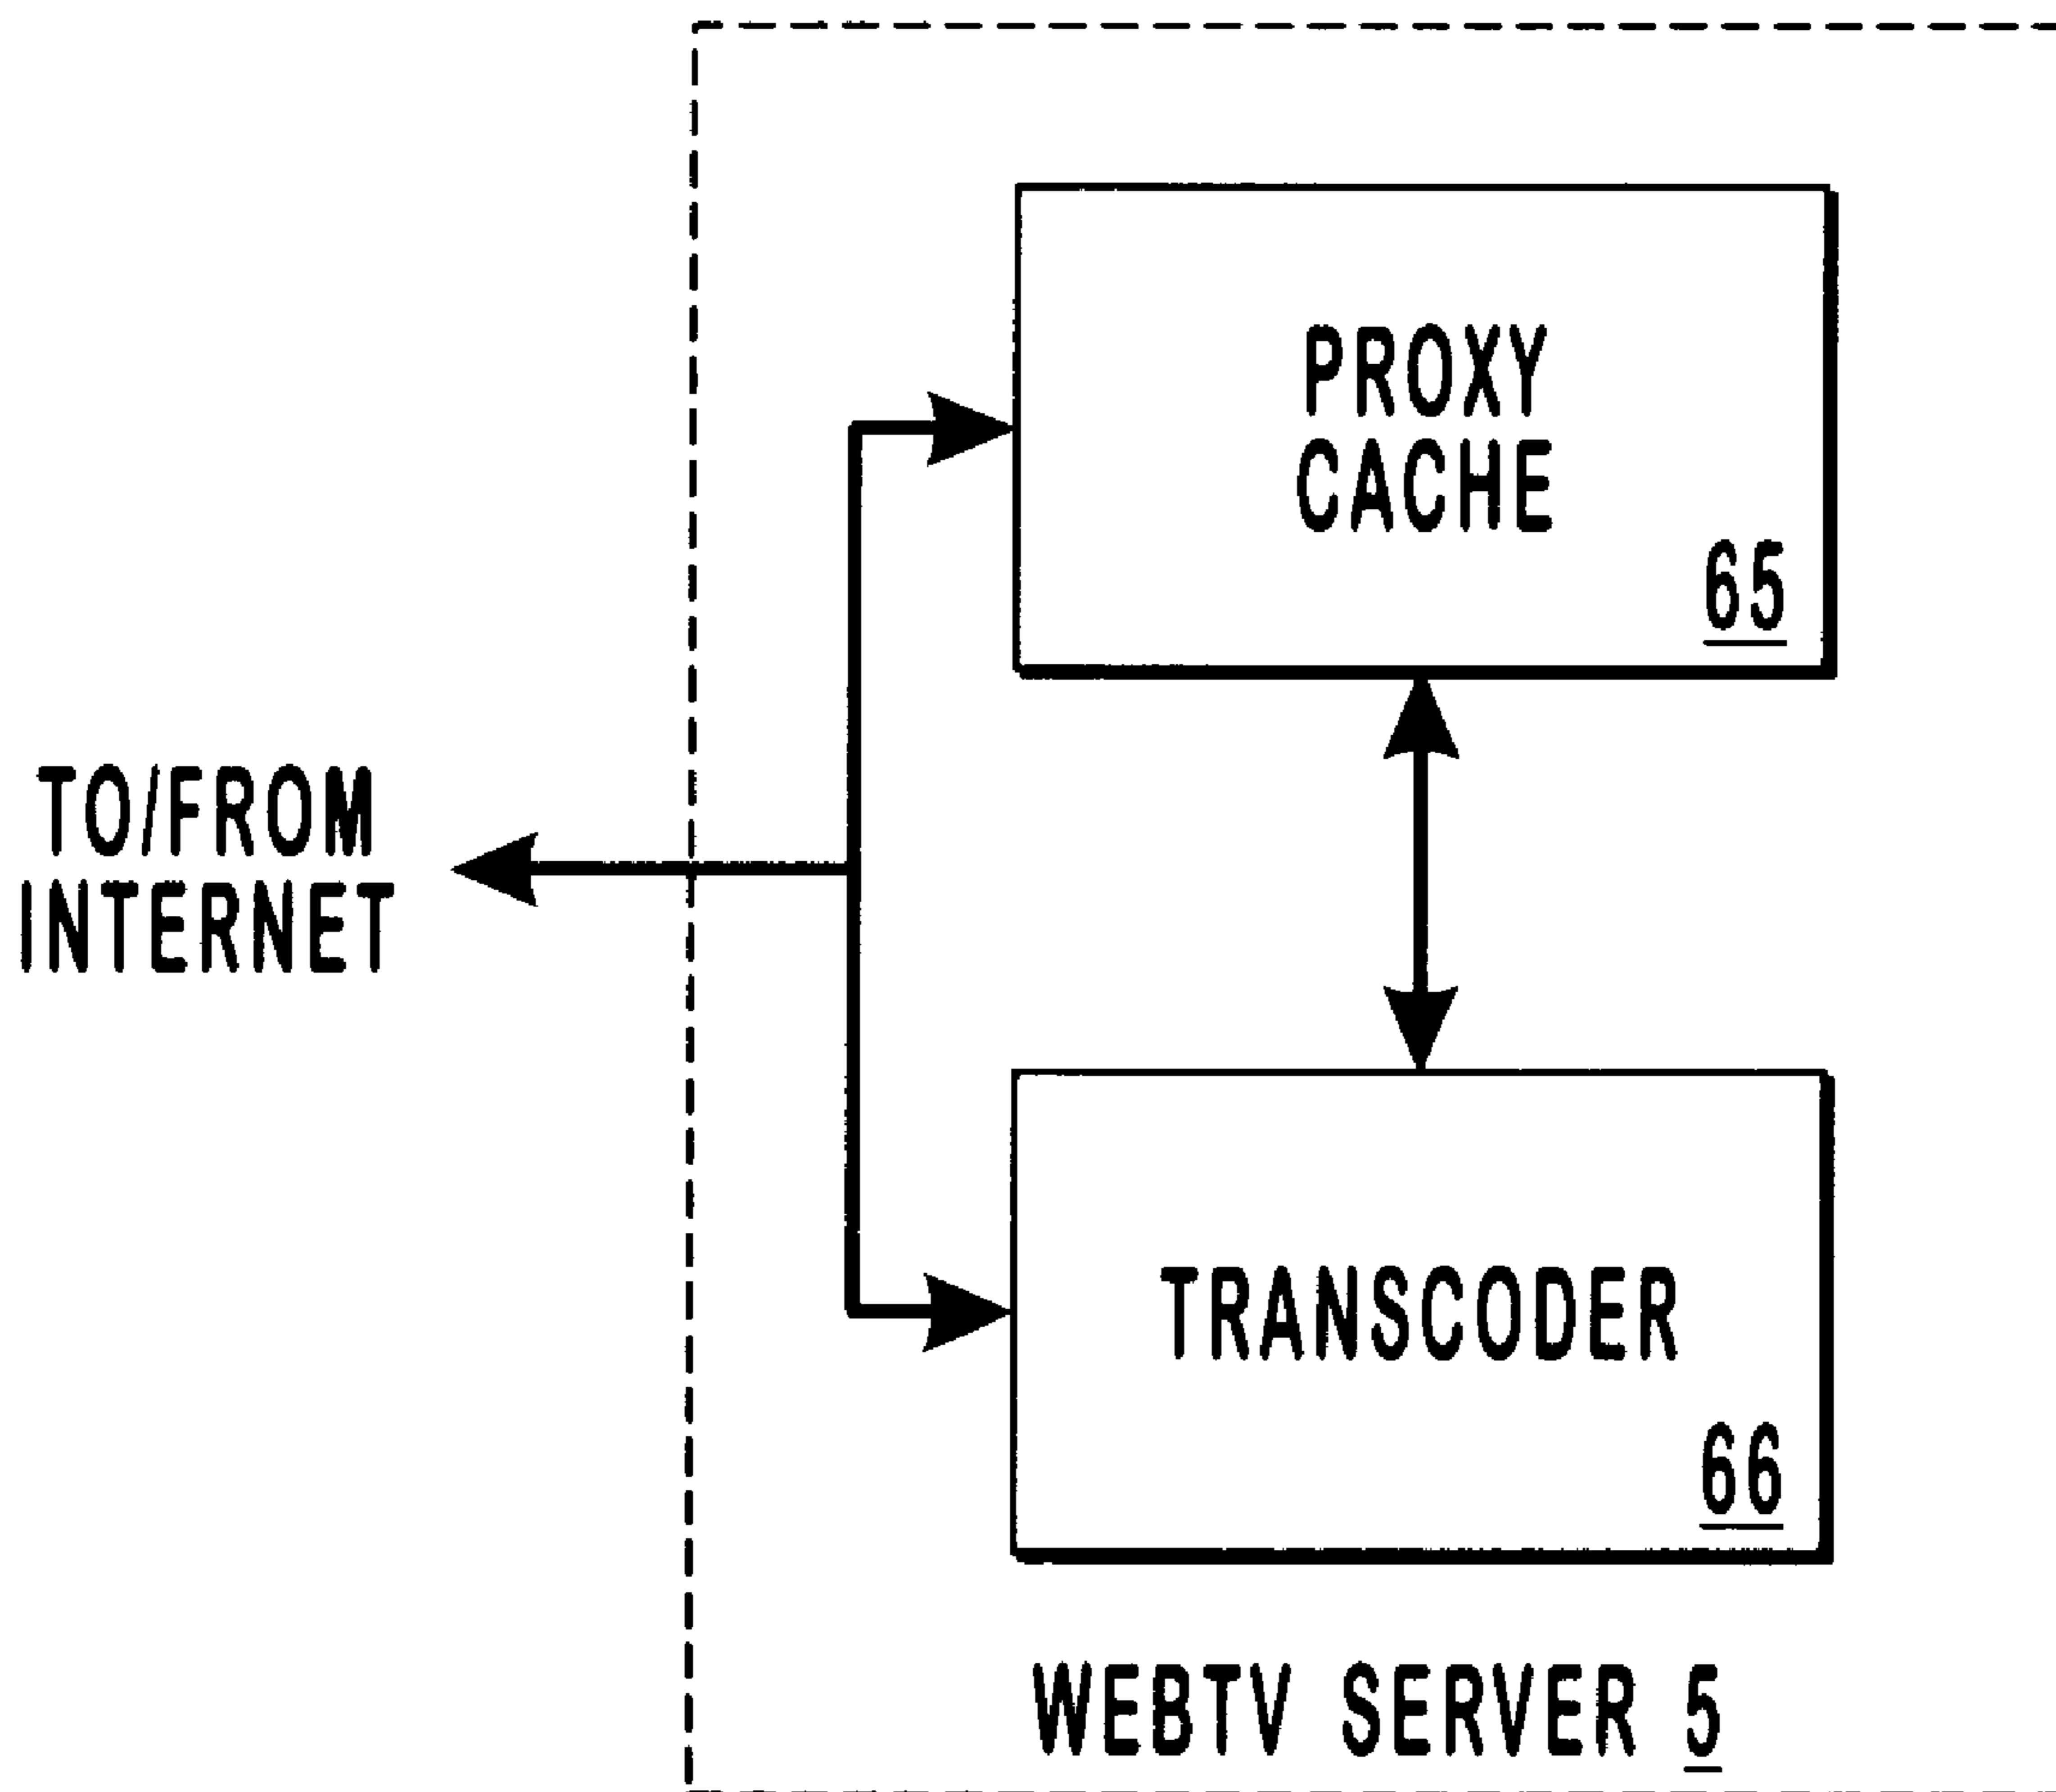 PROXY
CACHE
65
TO/FROM
INTERNET
TRANSCODER
66
WEBTV SERVER 5